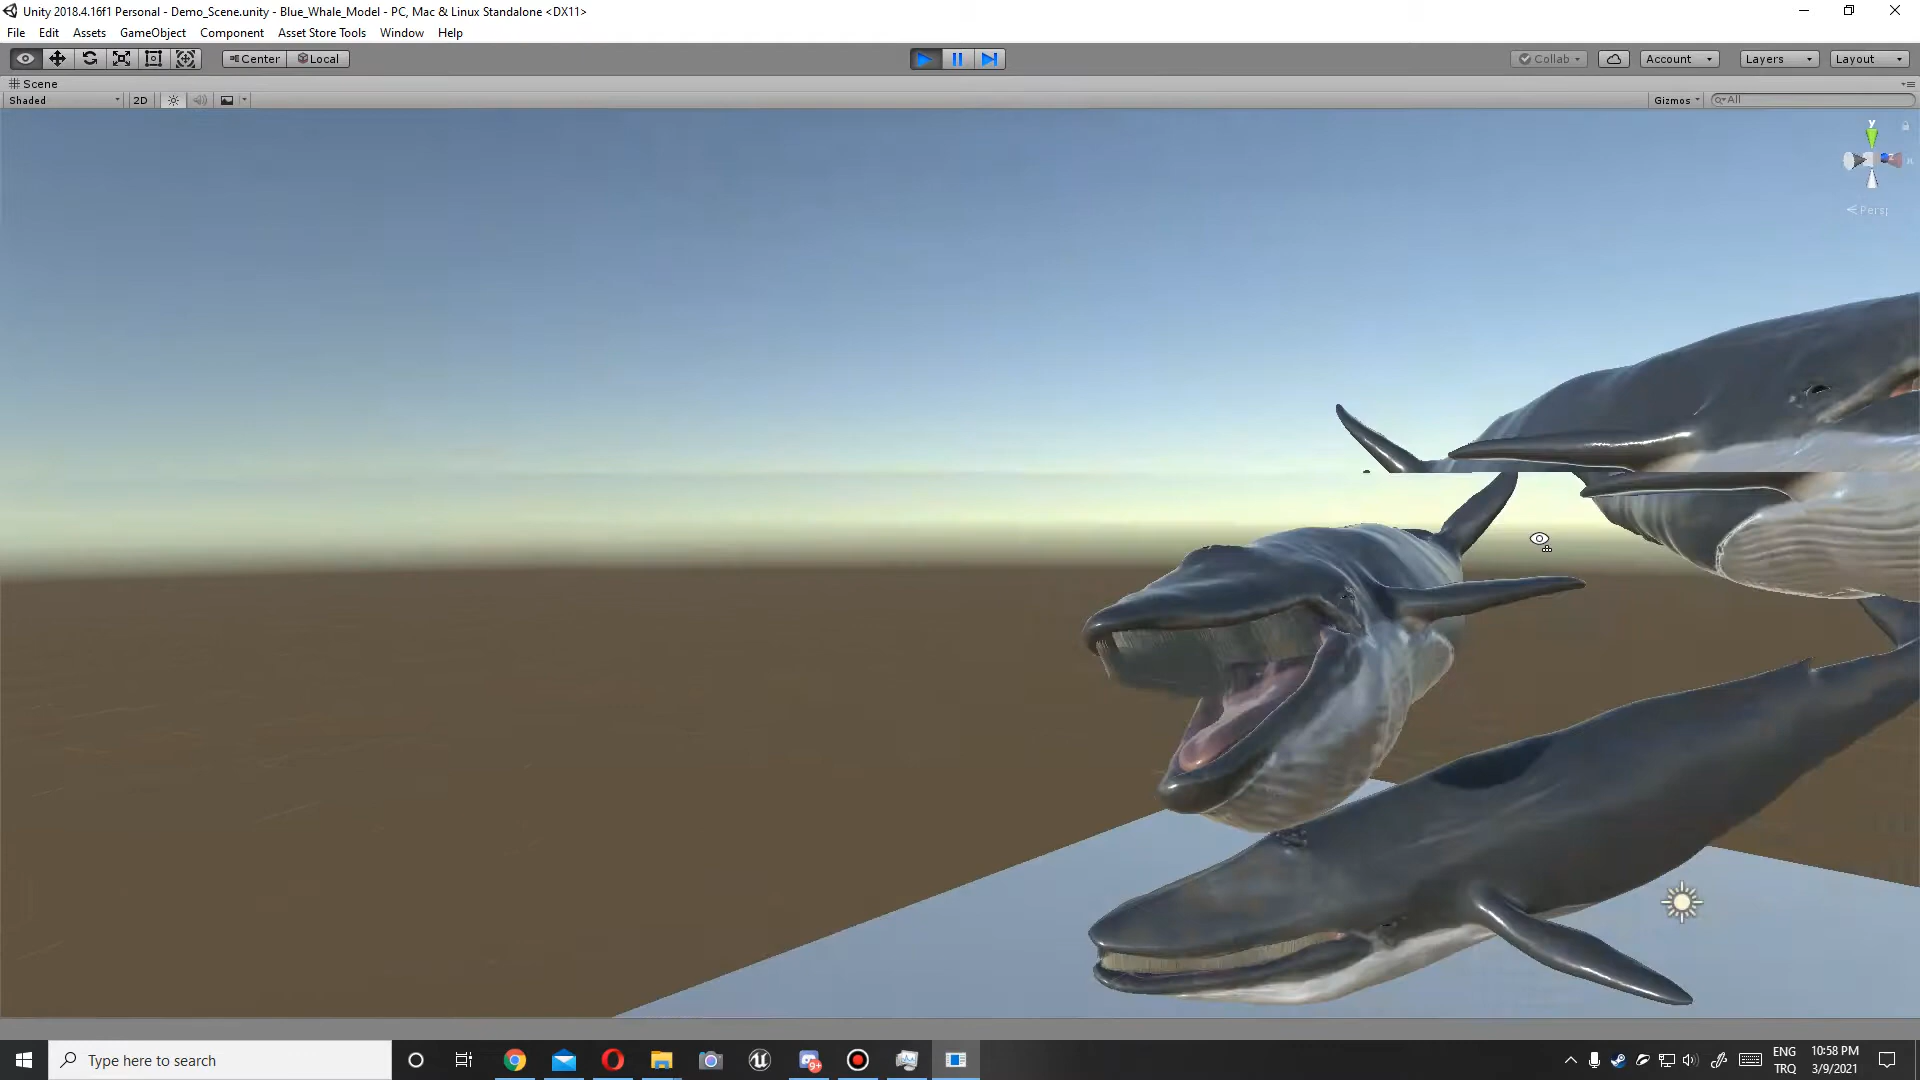 Unity 2018.4.16f1 Personal - Demo_Scene.unity - Blue_Whale_Model - PC, Mac & Linux Standalone <DX11>
File Edit Assets GameObject Component Asset Store Tools Window Help
Center Local Collab Account Layers Layout
Scene
Shaded 2D Gizmos All
y
Persp
Type here to search
9+
ENG 10:58 PM
TRQ 3/9/2021